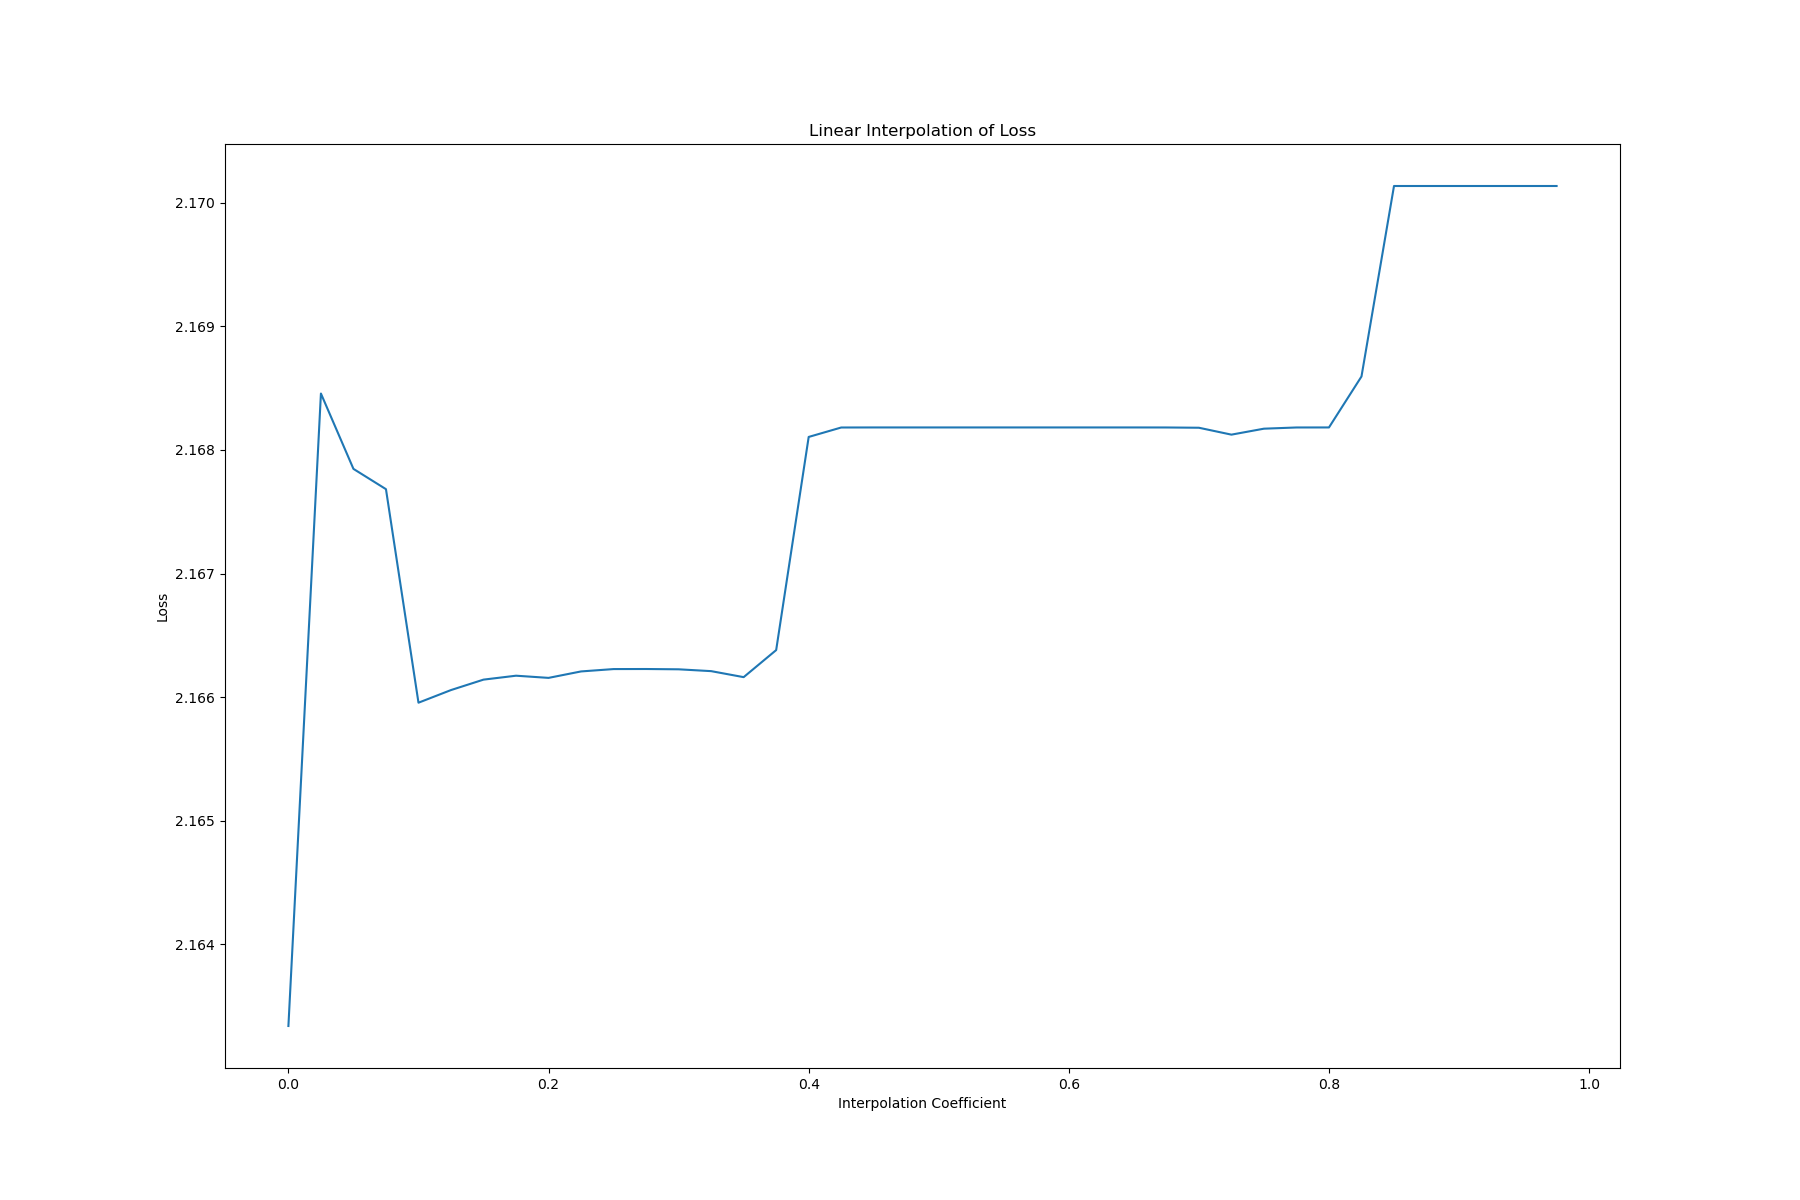 Linear Interpolation of Loss
2.170
2.169
2.168
2.167
2.166
2.165
2.164
Loss
0.0 0.2 0.4 0.6 0.8 1.0
Interpolation Coefficient